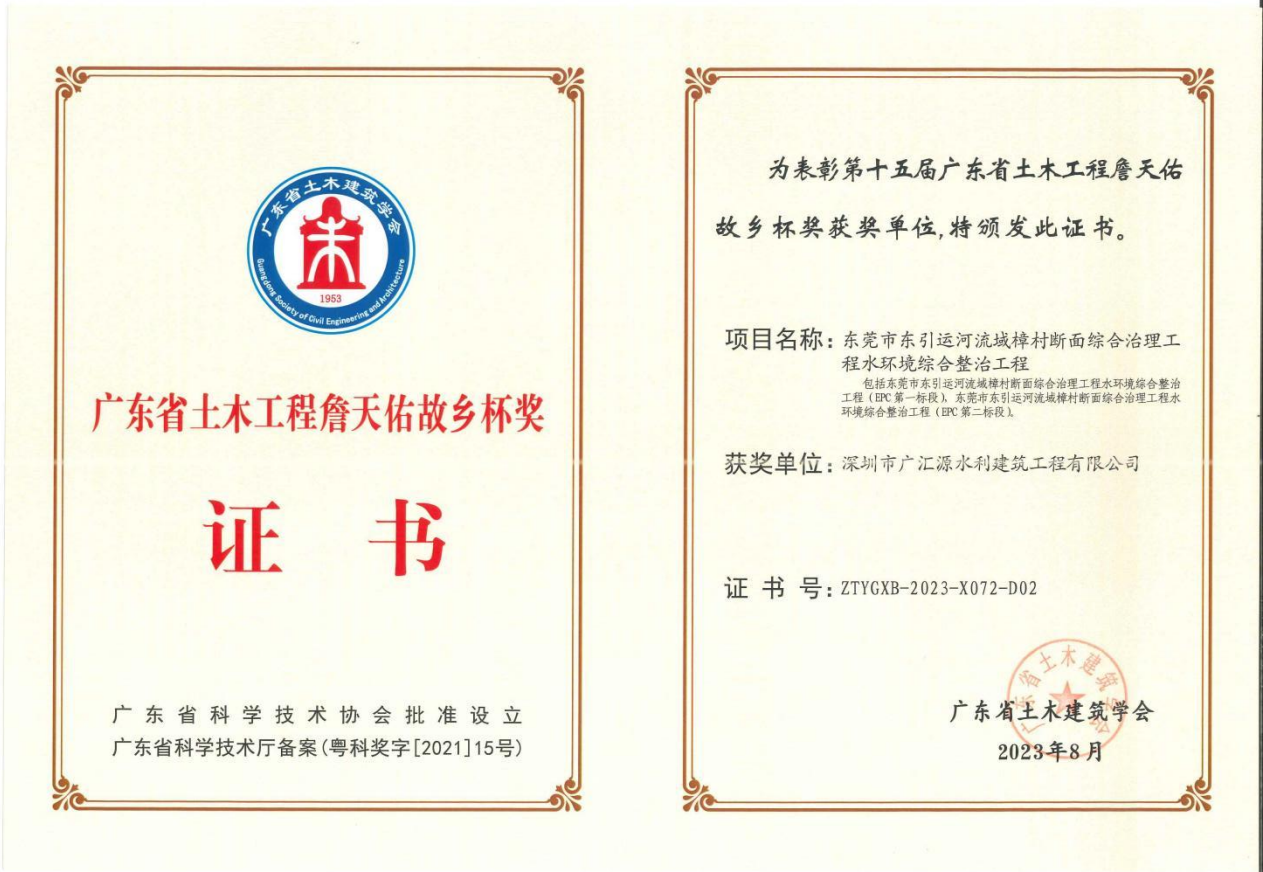 广东省土木建筑学会
1953
Guangdong Society of Civil Engineering and Architecture
广东省土木工程詹天佑故乡杯奖
证 书
广东省科学技术协会批准设立
广东省科学技术厅备案(粤科奖字[2021]15号)
为表彰第十五届广东省土木工程詹天佑
故乡杯奖获奖单位,特颁发此证书。
项目名称：东莞市东引运河流域樟村断面综合治理工
程水环境综合整治工程
包括东莞市东引运河流域樟村断面综合治理工程水环境综合整治
工程（EPC 第一标段）、东莞市东引运河流域樟村断面综合治理工程水
环境综合整治工程（EPC 第二标段）。
获奖单位：深圳市广汇源水利建筑工程有限公司
证 书 号：ZTYGXB-2023-X072-D02
广东省土木建筑学会
广东省土木建筑学会
2023年8月